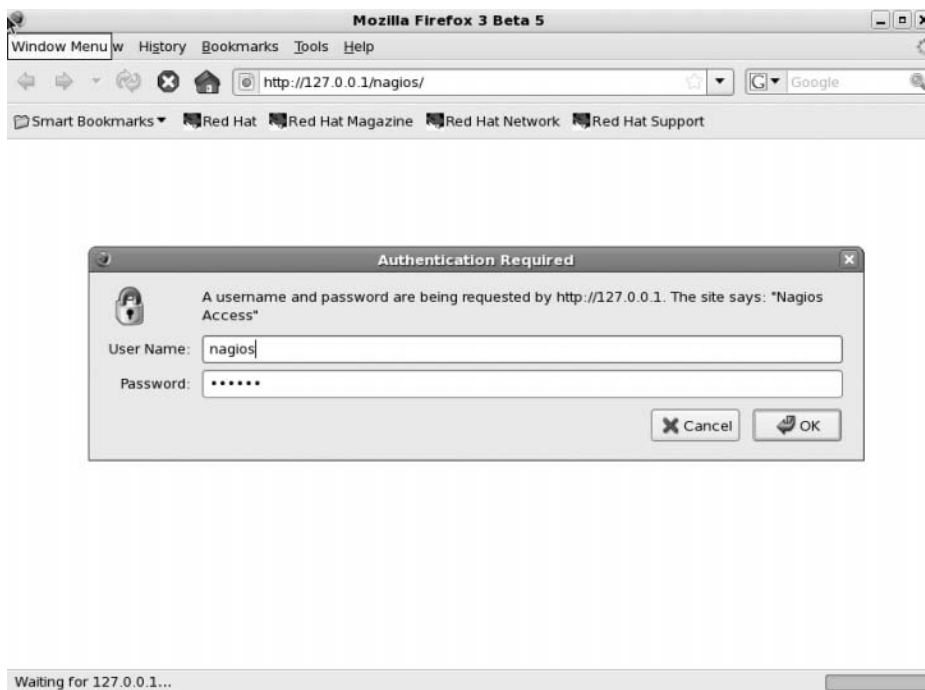 Mozilla Firefox 3 Beta 5
Window Menu w History Bookmarks Tools Help
http://127.0.0.1/nagios/ G Google
Smart Bookmarks Red Hat Red Hat Magazine Red Hat Network Red Hat Support
Authentication Required
A username and password are being requested by http://127.0.0.1. The site says: "Nagios
Access"
User Name: nagios
Password: ••••••
Cancel OK
Waiting for 127.0.0.1...